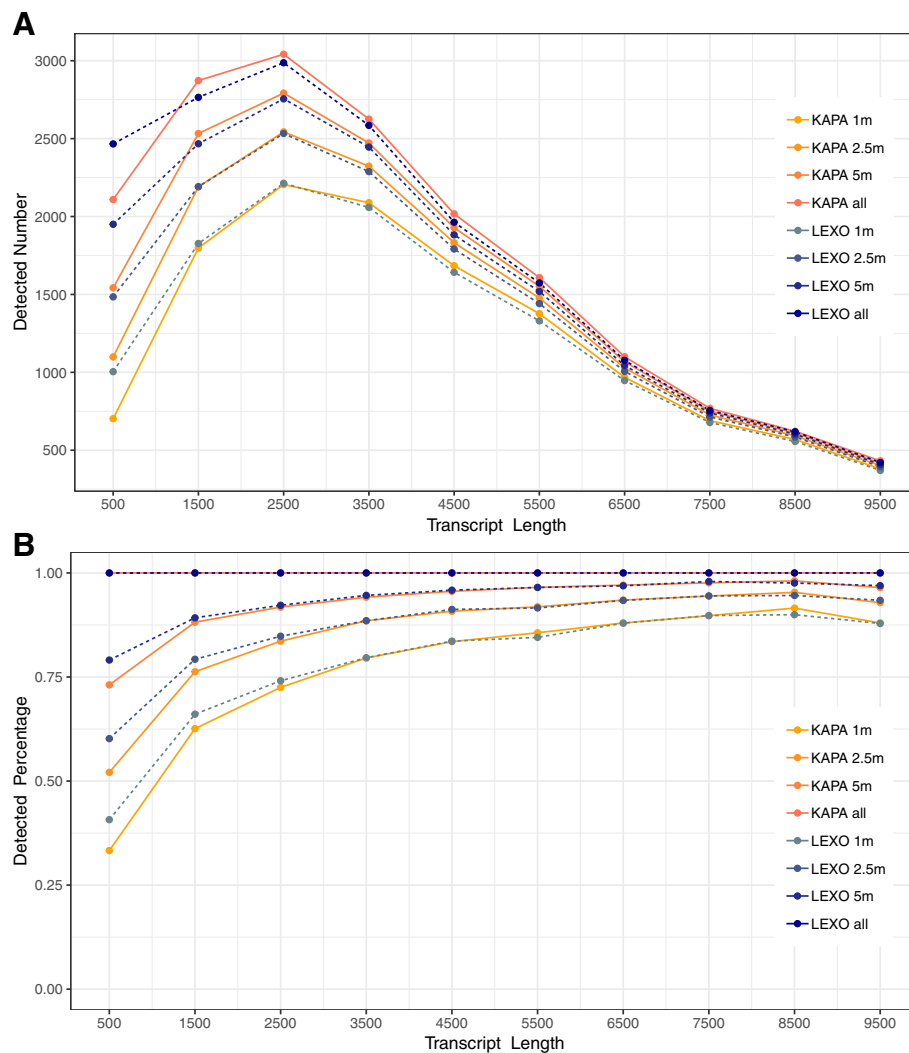 A
Detected Number
3000
2500
2000
1500
1000
500
KAPA 1m
KAPA 2.5m
KAPA 5m
KAPA all
LEXO 1m
LEXO 2.5m
LEXO 5m
LEXO all
500 1500 2500 3500 4500 5500 6500 7500 8500 9500
Transcript Length
B
Detected Percentage
1.00
0.75
0.50
0.25
0.00
KAPA 1m
KAPA 2.5m
KAPA 5m
KAPA all
LEXO 1m
LEXO 2.5m
LEXO 5m
LEXO all
500 1500 2500 3500 4500 5500 6500 7500 8500 9500
Transcript Length